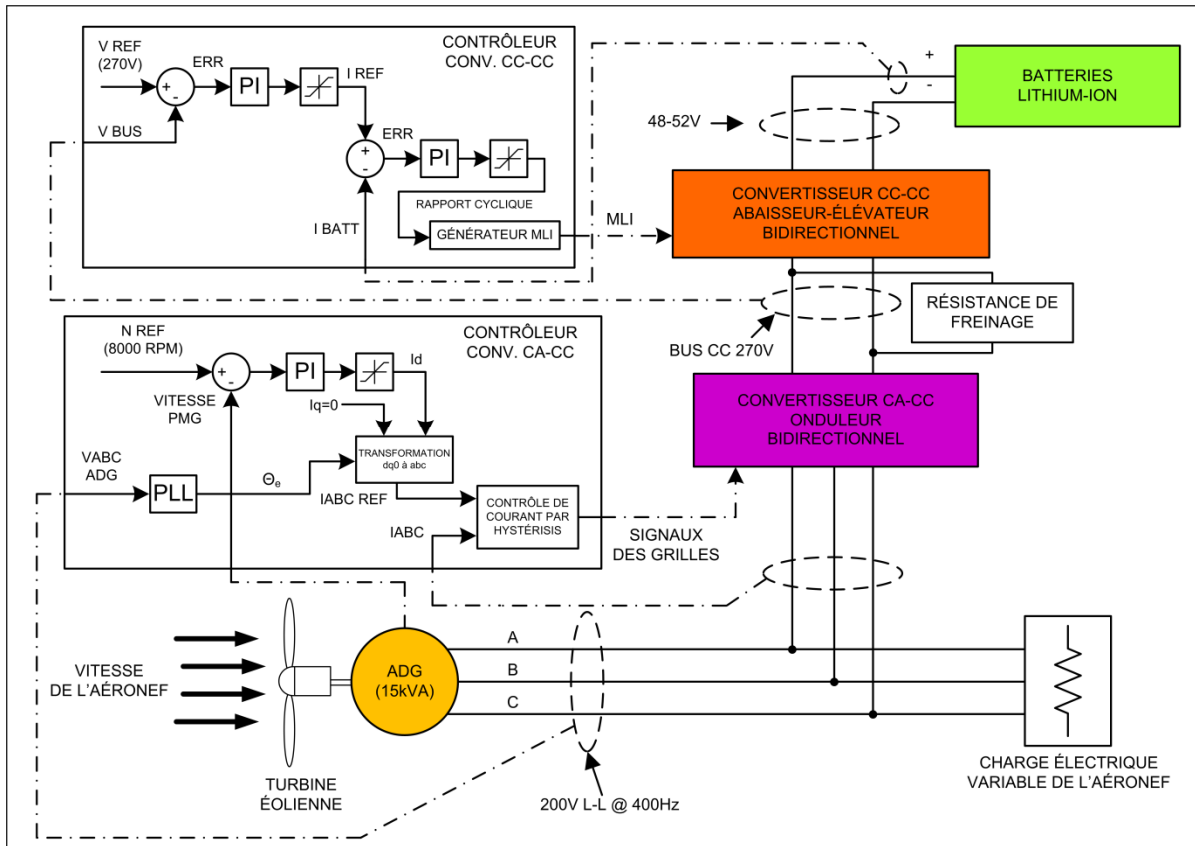 CONTRÔLEUR
CONV. CC-CC
V REF
(270V)
ERR
PI
I REF
+
-
V BUS
ERR
+
-
PI
RAPPORT CYCLIQUE
I BATT
GÉNÉRATEUR MLI
MLI
+
-
BATTERIES
LITHIUM-ION
48-52V
CONVERTISSEUR CC-CC
ABAISSEUR-ÉLÉVATEUR
BIDIRECTIONNEL
RÉSISTANCE DE
FREINAGE
BUS CC 270V
CONVERTISSEUR CA-CC
ONDULEUR
BIDIRECTIONNEL
CONTRÔLEUR
CONV. CA-CC
N REF
(8000 RPM)
+
-
PI
Id
VITESSE
PMG
Iq=0
TRANSFORMATION
dq0 à abc
VABC
ADG
PLL
Θe
IABC REF
IABC
CONTRÔLE DE
COURANT PAR
HYSTÉRISIS
SIGNAUX
DES GRILLES
VITESSE
DE L'AÉRONEF
TURBINE
ÉOLIENNE
ADG
(15kVA)
A
B
C
200V L-L @ 400Hz
CHARGE ÉLECTRIQUE
VARIABLE DE L'AÉRONEF